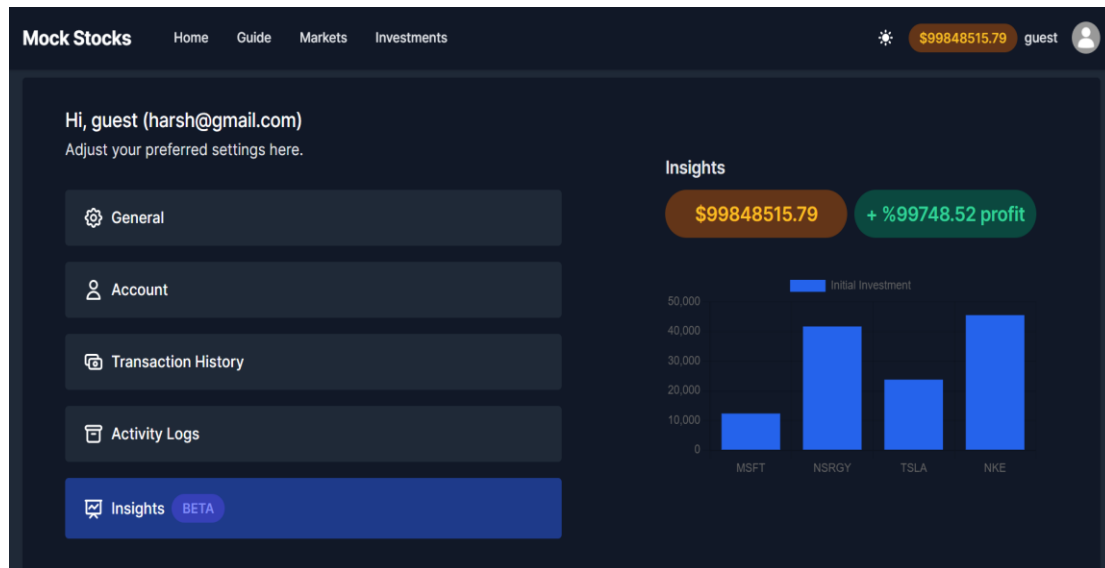 Mock Stocks Home Guide Markets Investments $99848515.79 guest
Hi, guest (harsh@gmail.com)
Adjust your preferred settings here.
General
Account
Transaction History
Activity Logs
Insights BETA
Insights
$99848515.79 + %99748.52 profit
Initial Investment
50,000
40,000
30,000
20,000
10,000
0
MSFT NSRGY TSLA NKE